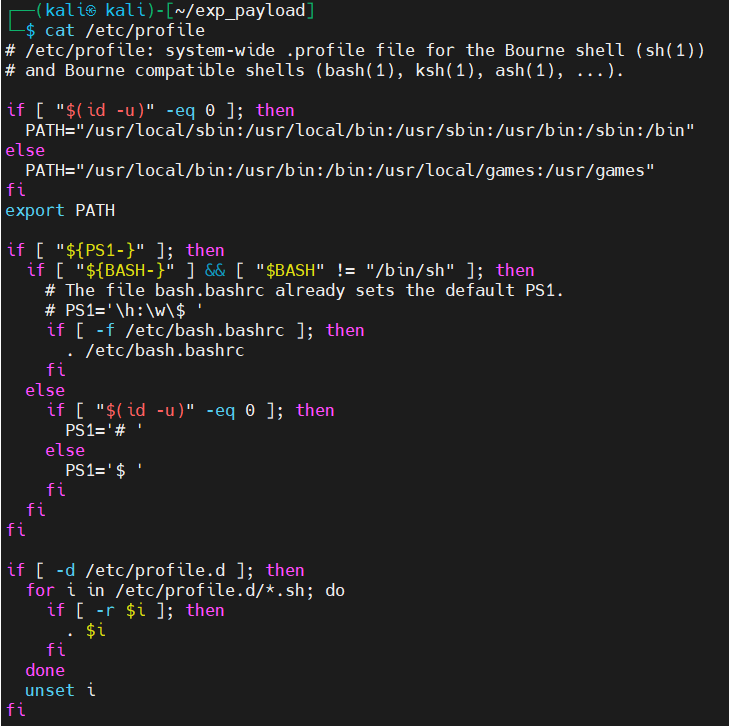 ┌──(kali㉿ kali)-[~/exp_payload]
└─$ cat /etc/profile
# /etc/profile: system-wide .profile file for the Bourne shell (sh(1))
# and Bourne compatible shells (bash(1), ksh(1), ash(1), ...).

if [ "$(id -u)" -eq 0 ]; then
  PATH="/usr/local/sbin:/usr/local/bin:/usr/sbin:/usr/bin:/sbin:/bin"
else
  PATH="/usr/local/bin:/usr/bin:/bin:/usr/local/games:/usr/games"
fi
export PATH

if [ "${PS1-}" ]; then
  if [ "${BASH-}" ] && [ "$BASH" != "/bin/sh" ]; then
    # The file bash.bashrc already sets the default PS1.
    # PS1='\h:\w\$ '
    if [ -f /etc/bash.bashrc ]; then
      . /etc/bash.bashrc
    fi
  else
    if [ "$(id -u)" -eq 0 ]; then
      PS1='# '
    else
      PS1='$ '
    fi
  fi
fi

if [ -d /etc/profile.d ]; then
  for i in /etc/profile.d/*.sh; do
    if [ -r $i ]; then
      . $i
    fi
  done
  unset i
fi